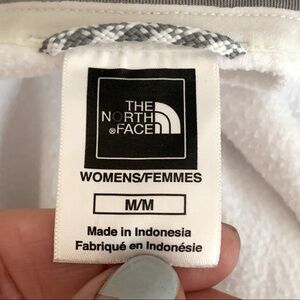 THE
NORTH
®FACE
WOMENS/FEMMES
M/M
Made in Indonesia
Fabriqué en Indonésie